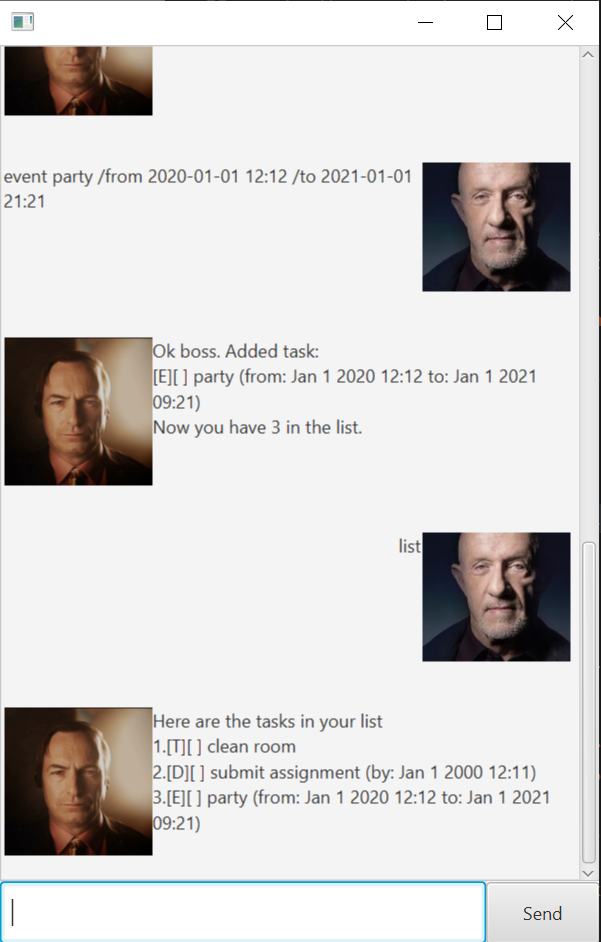 event party /from 2020-01-01 12:12 /to 2021-01-01
21:21
Ok boss. Added task:
[E][ ] party (from: Jan 1 2020 12:12 to: Jan 1 2021
09:21)
Now you have 3 in the list.
list
Here are the tasks in your list
1.[T][ ] clean room
2.[D][ ] submit assignment (by: Jan 1 2000 12:11)
3.[E][ ] party (from: Jan 1 2020 12:12 to: Jan 1 2021
09:21)
Send